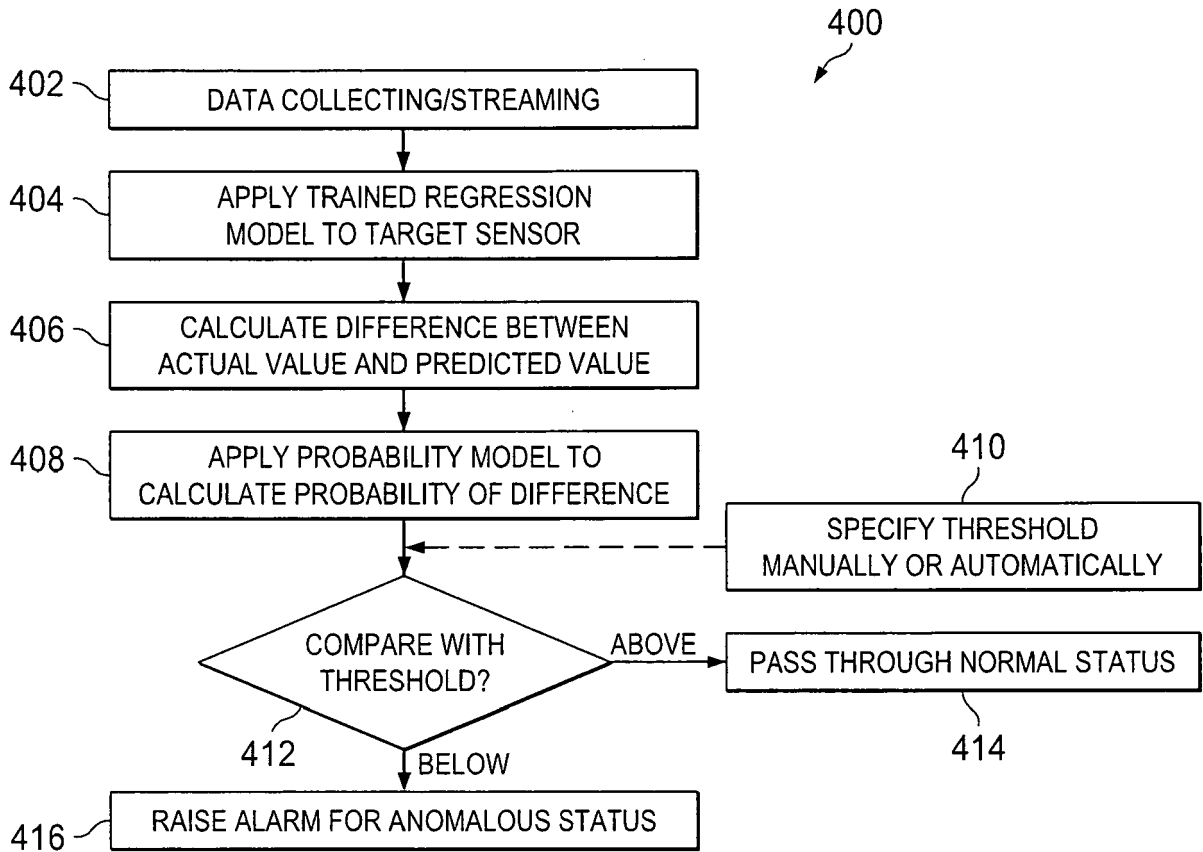 400
402
DATA COLLECTING/STREAMING
404
APPLY TRAINED REGRESSION
MODEL TO TARGET SENSOR
406
CALCULATE DIFFERENCE BETWEEN
ACTUAL VALUE AND PREDICTED VALUE
408
APPLY PROBABILITY MODEL TO
CALCULATE PROBABILITY OF DIFFERENCE
410
SPECIFY THRESHOLD
MANUALLY OR AUTOMATICALLY
COMPARE WITH
THRESHOLD?
412
ABOVE
PASS THROUGH NORMAL STATUS
414
BELOW
416
RAISE ALARM FOR ANOMALOUS STATUS